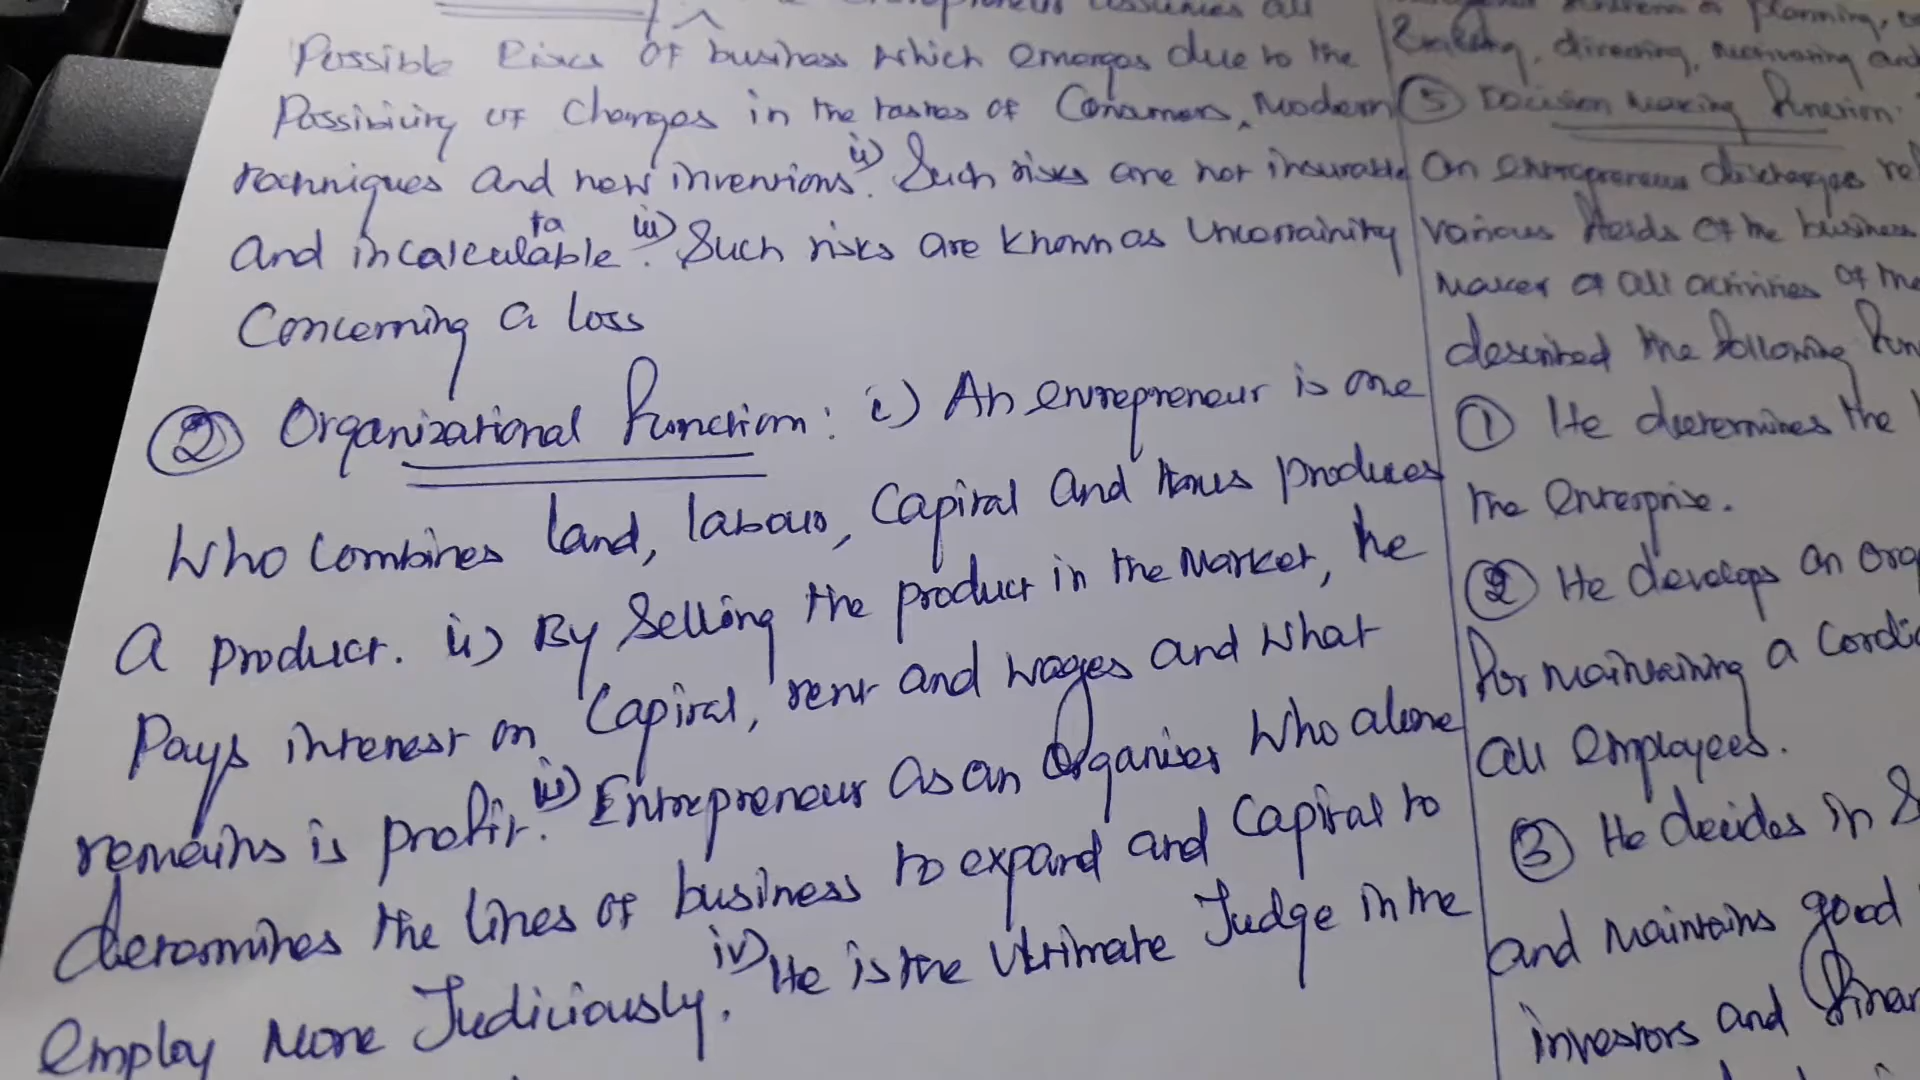 assumes all
Possible Risks of business which emerges due to the
Possibility of Changes in the tastes of Consumers, Modern
techniques and new inventions. ii) Such risks are not insurable
and incalculable. iii) Such risks are known as Uncertainity
ta
Concerning a loss
② Organizational Function: i) An entrepreneur is one
Who Combines land, labour, Capital and thus produces
a product. ii) By Selling the product in the Market, he
Pays interest on Capital, rent and wages and what
remains is profit. iii) Entrepreneur as an Organiser Who alone
determines the lines of business to expand and Capital to
employ More Judiciously. iv) He is the Ultimate Judge in the
planning,
directing, motivating and
⑤ Decision Making Function:
an entrepreneur discharges
various Heads of the business
Maker of all activities of the
described the following
① He determines the
the Enterprise.
② He develops an
for maintaining a
all employees.
③ He decides in
and maintains good
investors and